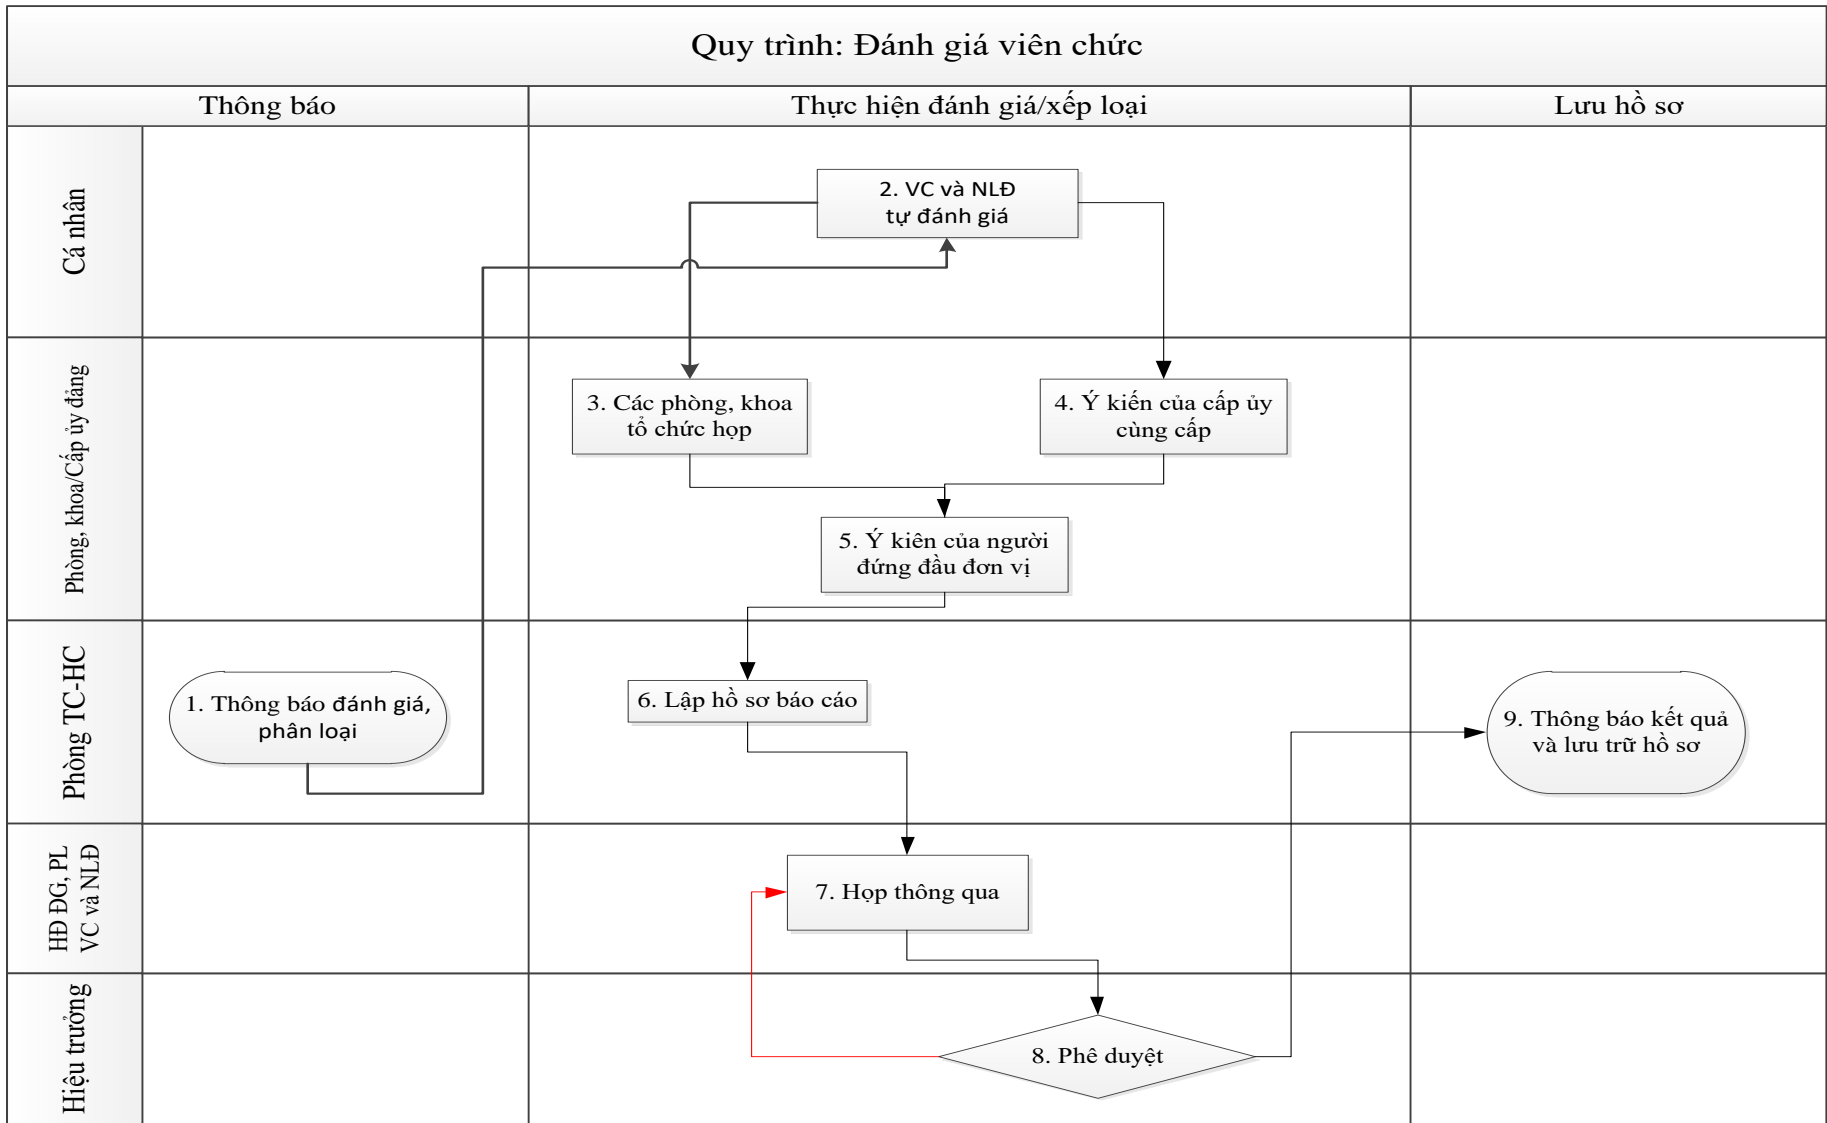 Quy trình: Đánh giá viên chức
Thông báo
Thực hiện đánh giá/xếp loại
Lưu hồ sơ
Cá nhân
2. VC và NLĐ
tự đánh giá
Phòng, khoa/Cấp ủy đảng
3. Các phòng, khoa
tổ chức họp
4. Ý kiến của cấp ủy
cùng cấp
5. Ý kiên của người
đứng đầu đơn vị
Phòng TC-HC
1. Thông báo đánh giá,
phân loại
6. Lập hồ sơ báo cáo
9. Thông báo kết quả
và lưu trữ hồ sơ
HĐ ĐG, PL
VC và NLĐ
7. Họp thông qua
Hiệu trưởng
8. Phê duyệt